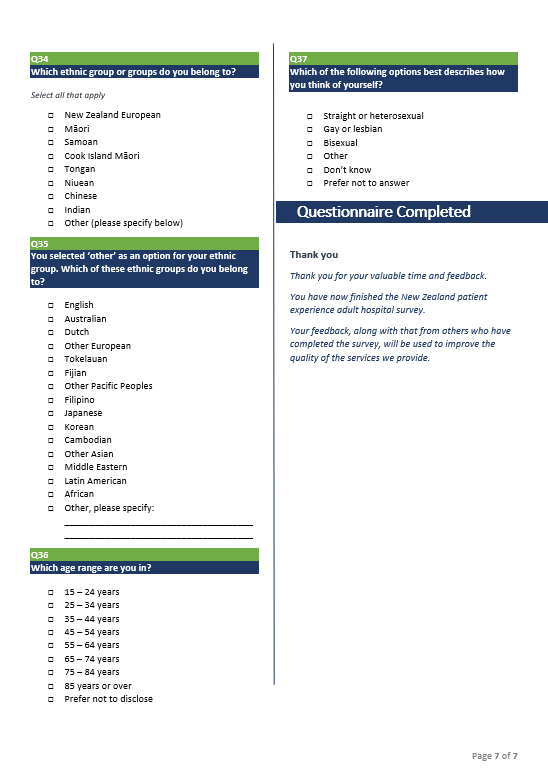 Q34
Which ethnic group or groups do you belong to?
Select all that apply
New Zealand European
Māori
Samoan
Cook Island Māori
Tongan
Niuean
Chinese
Indian
Other (please specify below)
Q35
You selected ‘other’ as an option for your ethnic
group. Which of these ethnic groups do you belong
to?
English
Australian
Dutch
Other European
Tokelauan
Fijian
Other Pacific Peoples
Filipino
Japanese
Korean
Cambodian
Other Asian
Middle Eastern
Latin American
African
Other, please specify:
Q36
Which age range are you in?
15 – 24 years
25 – 34 years
35 – 44 years
45 – 54 years
55 – 64 years
65 – 74 years
75 – 84 years
85 years or over
Prefer not to disclose
Q37
Which of the following options best describes how
you think of yourself?
Straight or heterosexual
Gay or lesbian
Bisexual
Other
Don’t know
Prefer not to answer
Questionnaire Completed
Thank you
Thank you for your valuable time and feedback.
You have now finished the New Zealand patient
experience adult hospital survey.
Your feedback, along with that from others who have
completed the survey, will be used to improve the
quality of the services we provide.
Page 7 of 7